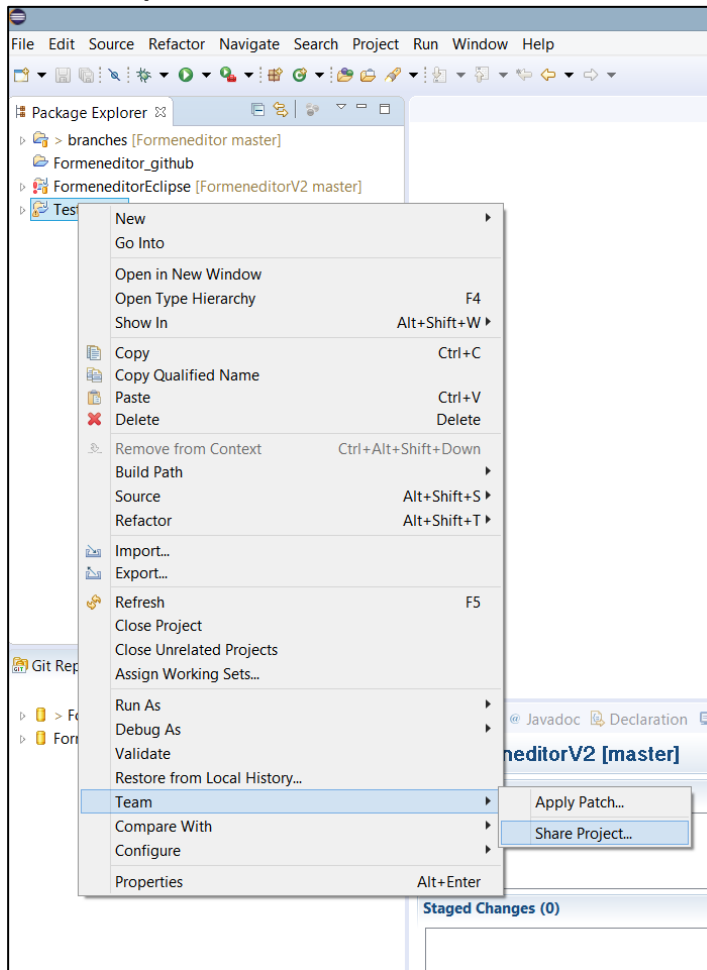 File Edit Source Refactor Navigate Search Project Run Window Help
Package Explorer
> branches [Formeneditor master]
Formeneditor_github
FormeneditorEclipse [FormeneditorV2 master]
New
Go Into
Open in New Window
Open Type Hierarchy F4
Show In Alt+Shift+W
Copy Ctrl+C
Copy Qualified Name
Paste Ctrl+V
Delete Delete
Remove from Context Ctrl+Alt+Shift+Down
Build Path
Source Alt+Shift+S
Refactor Alt+Shift+T
Import...
Export...
Refresh F5
Close Project
Close Unrelated Projects
Assign Working Sets...
Git Rep
Run As
> Fo
@ Javadoc Declaration
Debug As
Form
neditorV2 [master]
Validate
Restore from Local History...
Team
Apply Patch...
Compare With
Share Project...
Configure
Properties Alt+Enter
Staged Changes (0)